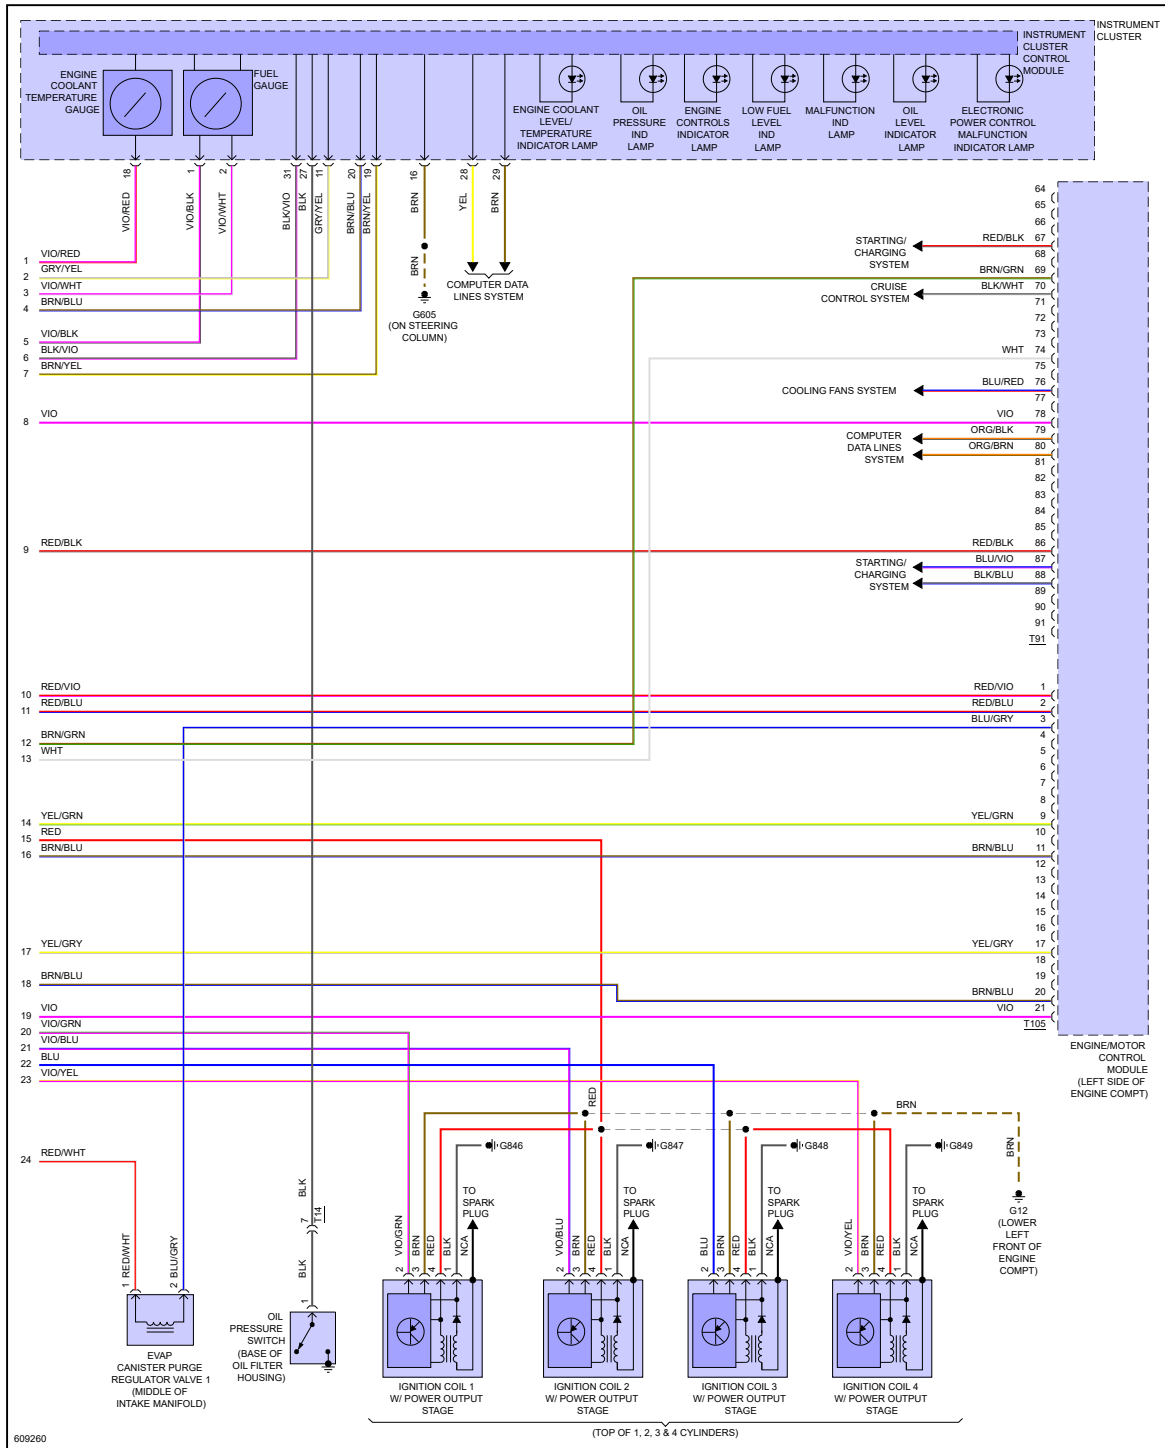 INSTRUMENT
CLUSTER
INSTRUMENT
CLUSTER
CONTROL
MODULE
ENGINE
COOLANT
TEMPERATURE
GAUGE
FUEL
GAUGE
ENGINE COOLANT
LEVEL/
TEMPERATURE
INDICATOR LAMP
OIL
PRESSURE
IND
LAMP
ENGINE
CONTROLS
INDICATOR
LAMP
LOW FUEL
LEVEL
IND
LAMP
MALFUNCTION
IND
LAMP
OIL
LEVEL
INDICATOR
LAMP
ELECTRONIC
POWER CONTROL
MALFUNCTION
INDICATOR LAMP
18
1
2
31
27
11
20
19
16
28
29
VIO/RED
VIO/BLK
VIO/WHT
BLK/VIO
BLK
GRY/YEL
BRN/BLU
BRN/YEL
BRN
YEL
BRN
BRN
G605
(ON STEERING
COLUMN)
COMPUTER DATA
LINES SYSTEM
1 VIO/RED
2 GRY/YEL
3 VIO/WHT
4 BRN/BLU
5 VIO/BLK
6 BLK/VIO
7 BRN/YEL
8 VIO
9 RED/BLK
10 RED/VIO
11 RED/BLU
12 BRN/GRN
13 WHT
14 YEL/GRN
15 RED
16 BRN/BLU
17 YEL/GRY
18 BRN/BLU
19 VIO
20 VIO/GRN
21 VIO/BLU
22 BLU
23 VIO/YEL
24 RED/WHT
64
65
66
STARTING/
CHARGING
SYSTEM
RED/BLK 67
68
BRN/GRN 69
CRUISE
CONTROL SYSTEM
BLK/WHT 70
71
72
73
WHT 74
75
COOLING FANS SYSTEM
BLU/RED 76
77
VIO 78
COMPUTER
DATA LINES
SYSTEM
ORG/BLK 79
ORG/BRN 80
81
82
83
84
85
RED/BLK 86
STARTING/
CHARGING
SYSTEM
BLU/VIO 87
BLK/BLU 88
89
90
91
T91
RED/VIO 1
RED/BLU 2
BLU/GRY 3
4
5
6
7
8
YEL/GRN 9
10
BRN/BLU 11
12
13
14
15
16
YEL/GRY 17
18
19
BRN/BLU 20
VIO 21
T105
ENGINE/MOTOR
CONTROL
MODULE
(LEFT SIDE OF
ENGINE COMPT)
RED
BRN
BRN
G12
(LOWER
LEFT
FRONT OF
ENGINE
COMPT)
G846
G847
G848
G849
BLK
7
T14
BLK
1
RED/WHT
1
BLU/GRY
2
EVAP
CANISTER PURGE
REGULATOR VALVE 1
(MIDDLE OF
INTAKE MANIFOLD)
OIL
PRESSURE
SWITCH
(BASE OF
OIL FILTER
HOUSING)
TO
SPARK
PLUG
VIO/GRN
BRN
RED
BLK
NCA
2
3
4
1
IGNITION COIL 1
W/ POWER OUTPUT
STAGE
TO
SPARK
PLUG
VIO/BLU
BRN
RED
BLK
NCA
2
3
4
1
IGNITION COIL 2
W/ POWER OUTPUT
STAGE
TO
SPARK
PLUG
BLU
BRN
RED
BLK
NCA
2
3
4
1
IGNITION COIL 3
W/ POWER OUTPUT
STAGE
TO
SPARK
PLUG
VIO/YEL
BRN
RED
BLK
NCA
2
3
4
1
IGNITION COIL 4
W/ POWER OUTPUT
STAGE
(TOP OF 1, 2, 3 & 4 CYLINDERS)
609260